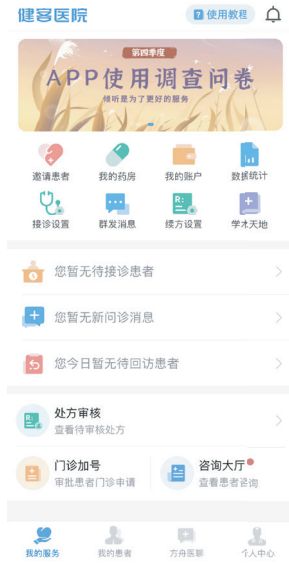 健客医院
使用教程
第四季度
APP使用调查问卷
倾听是为了更好的服务
邀请患者 我的药房 我的账户 数据统计
接诊设置 群发消息 续方设置 学术天地
您暂无待接诊患者
您暂无新问诊消息
您今日暂无待回访患者
处方审核
查看待审核处方
门诊加号 咨询大厅
审批患者门诊申请 查看患者咨询
我的服务 我的患者 方舟医聊 个人中心